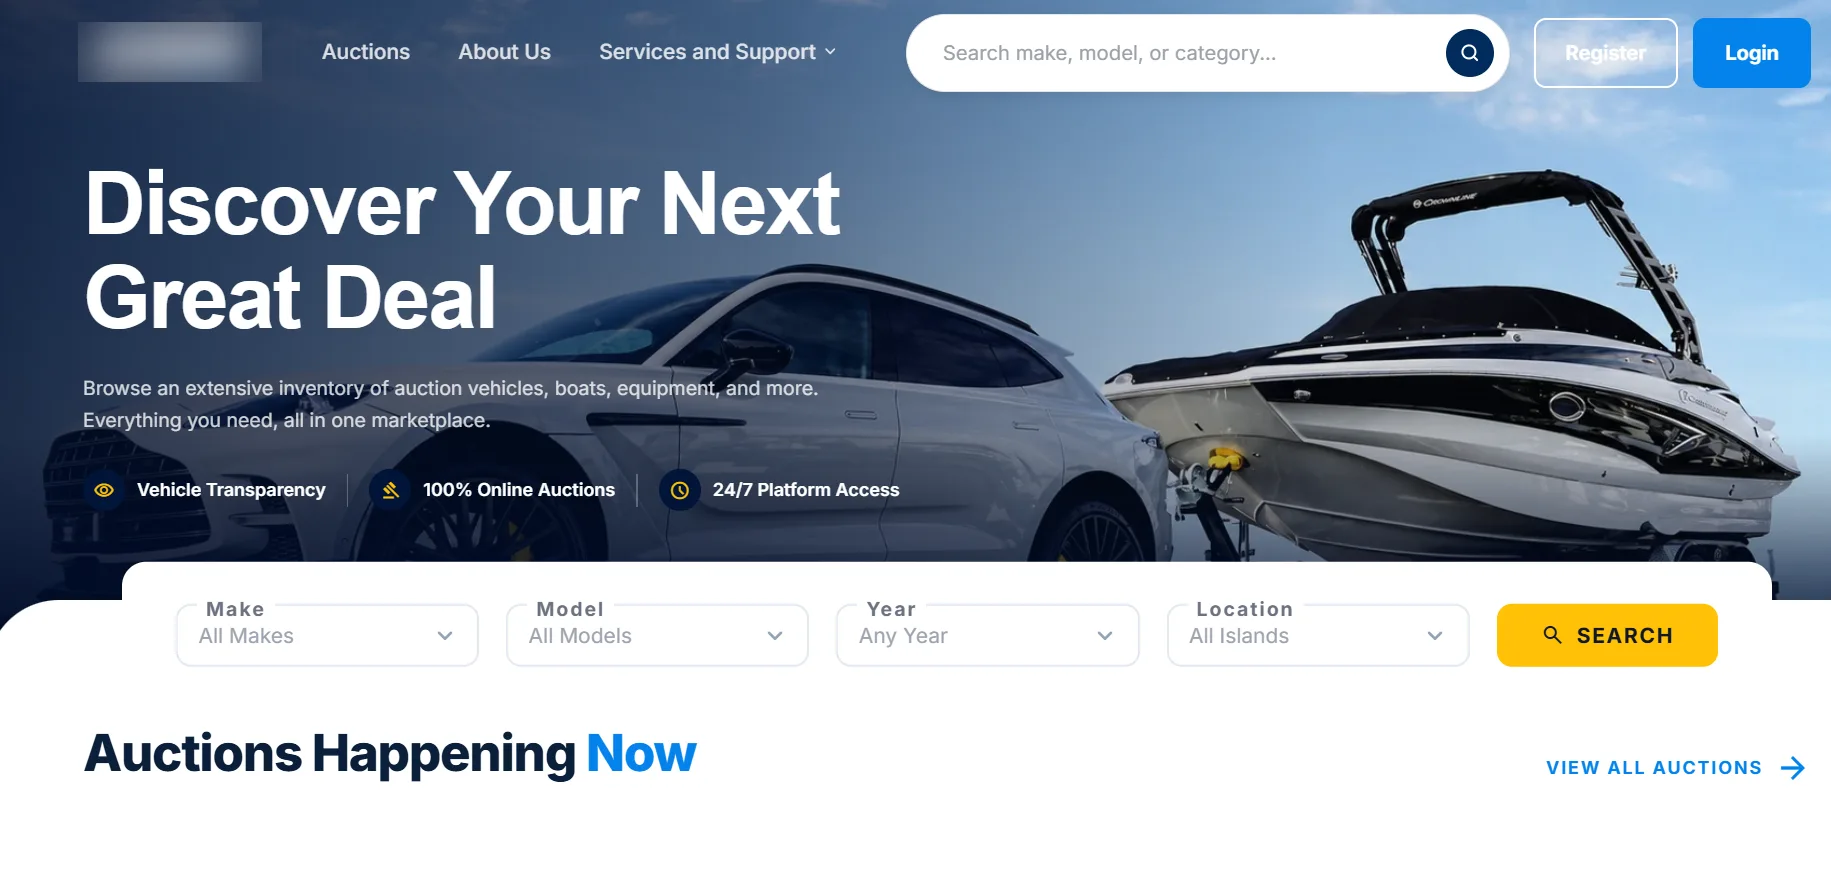 Auctions
About Us
Services and Support
Search make, model, or category...
Register
Login
Discover Your Next
Great Deal
CROWNLINE
Browse an extensive inventory of auction vehicles, boats, equipment, and more.
Everything you need, all in one marketplace.
Vehicle Transparency
100% Online Auctions
24/7 Platform Access
Make
All Makes
Model
All Models
Year
Any Year
Location
All Islands
SEARCH
Auctions Happening Now
VIEW ALL AUCTIONS